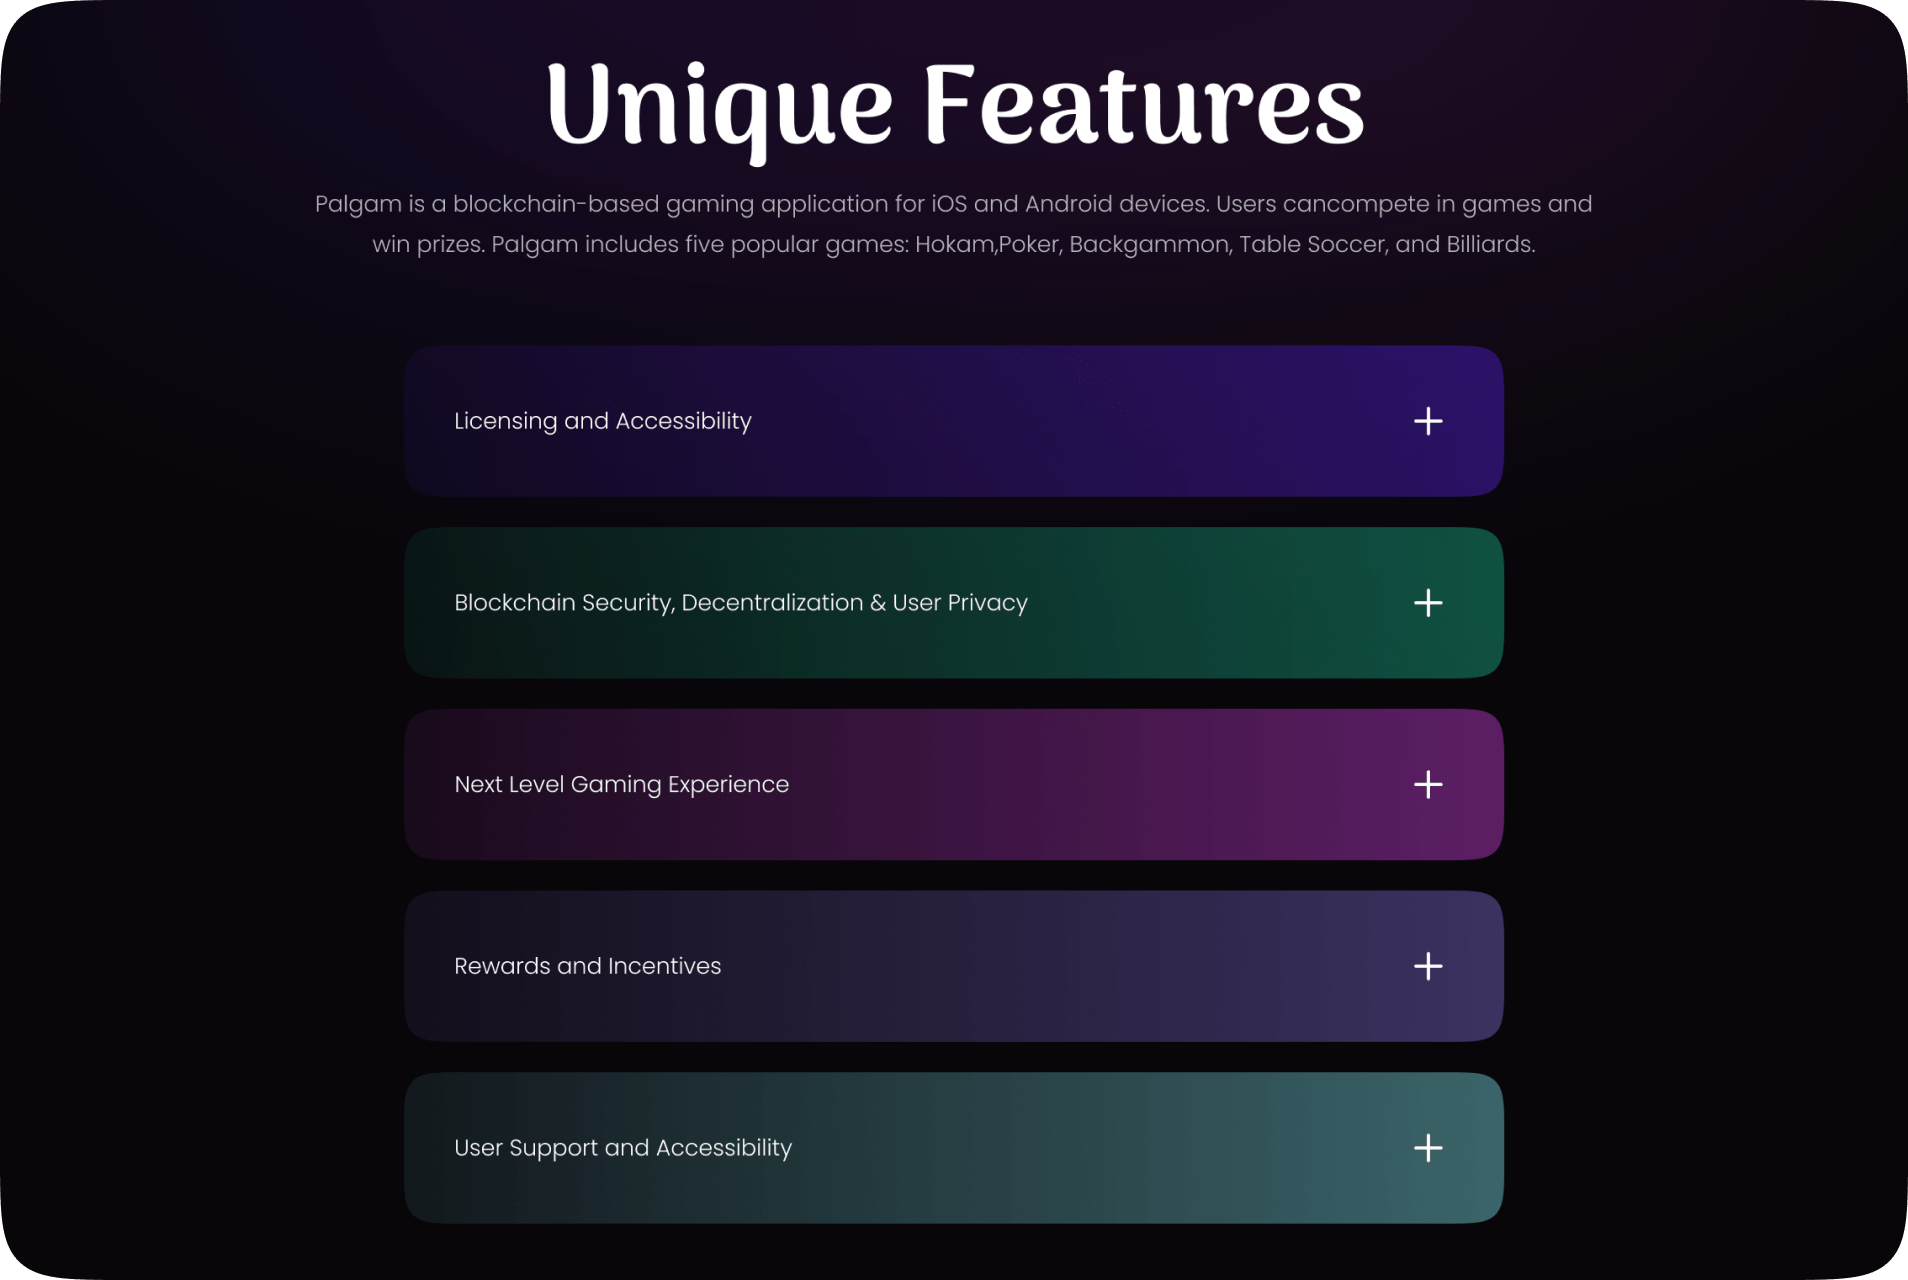 Unique Features
Palgam is a blockchain-based gaming application for iOS and Android devices. Users cancompete in games and
win prizes. Palgam includes five popular games: Hokam,Poker, Backgammon, Table Soccer, and Billiards.
Licensing and Accessibility
Blockchain Security, Decentralization & User Privacy
Next Level Gaming Experience
Rewards and Incentives
User Support and Accessibility